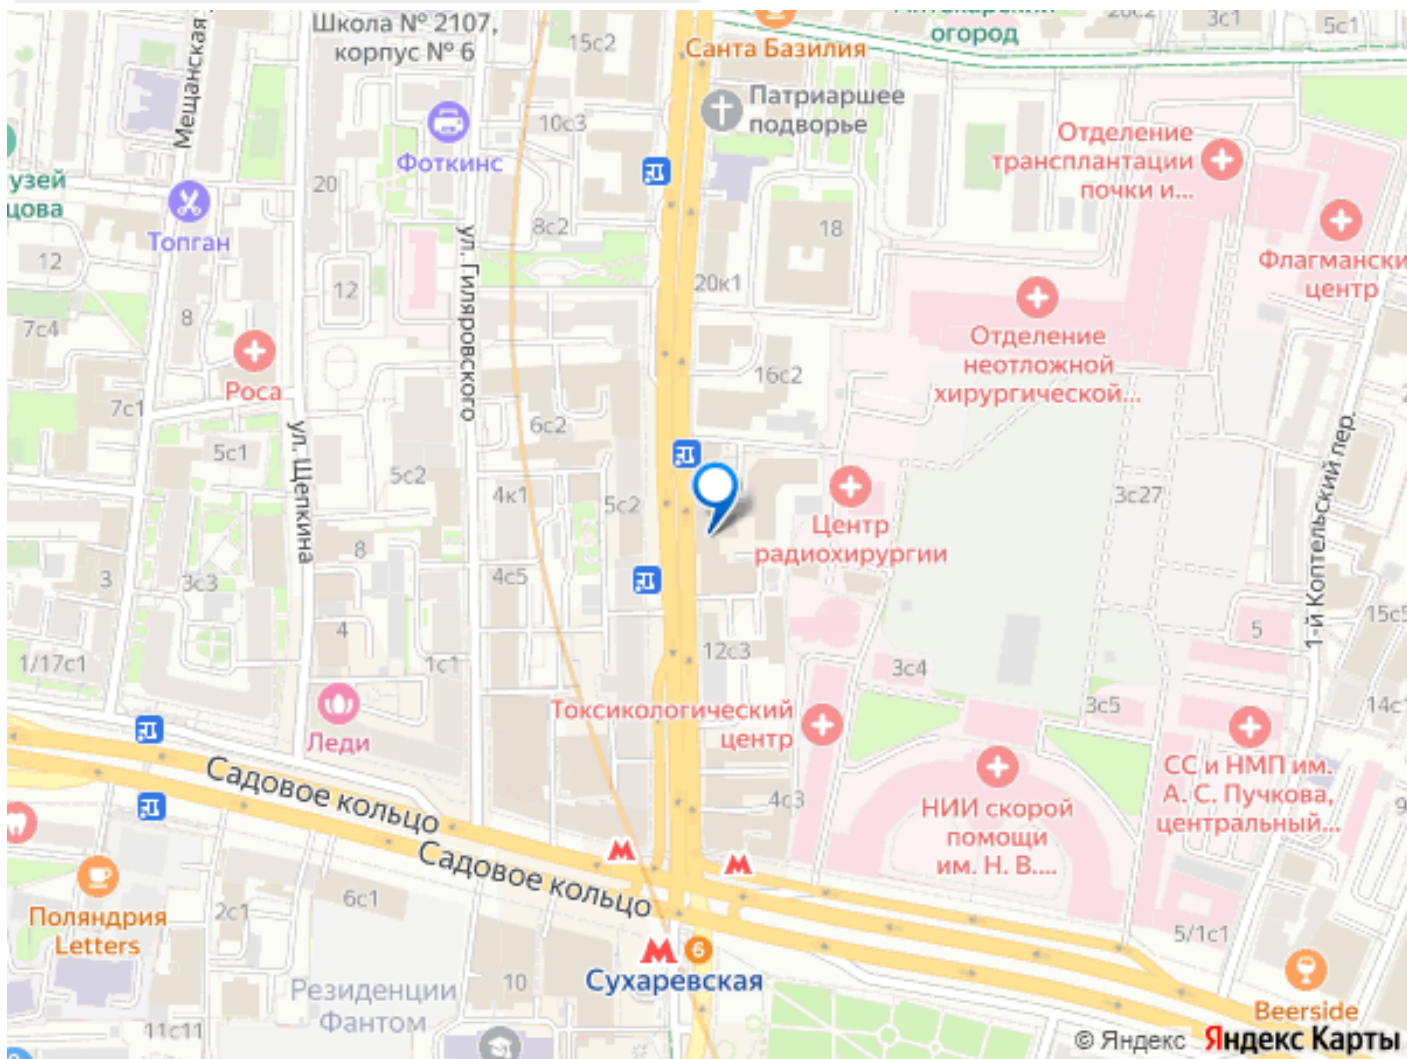 Школа № 2107,
корпус № 6
15с2
Санта Базилия
огород
3с1
5с1
Мещанская
Патриаршее
подворье
10с3
Фоткинс
Отделение
трансплантации
почки и...
20
Топган
12
8с2
18
Флагмански
центр
ул. Гиляровского
12
20к1
7с4
8
Отделение
неотложной
хирургической...
Роса
16с2
7с1
6с2
5с1
ул. Щепкина
5с2
4к1
5с2
3с27
1-й Коптельский пер.
Центр
радиохирургии
8
3
3с3
4с5
4
15с5
5
1/17с1
1с1
12с3
3с4
3с5
14с1
Токсикологический
центр
Леди
Садовое кольцо
СС и НМП им.
А. С. Пучкова,
центральный...
4с3
НИИ скорой
помощи
им. Н. В....
9
Садовое кольцо
6с1
2с1
Поляндрия
Letters
5/1с1
6
Сухаревская
10
Резиденции
Фантом
11с11
Beerside
© Яндекс Яндекс Карты